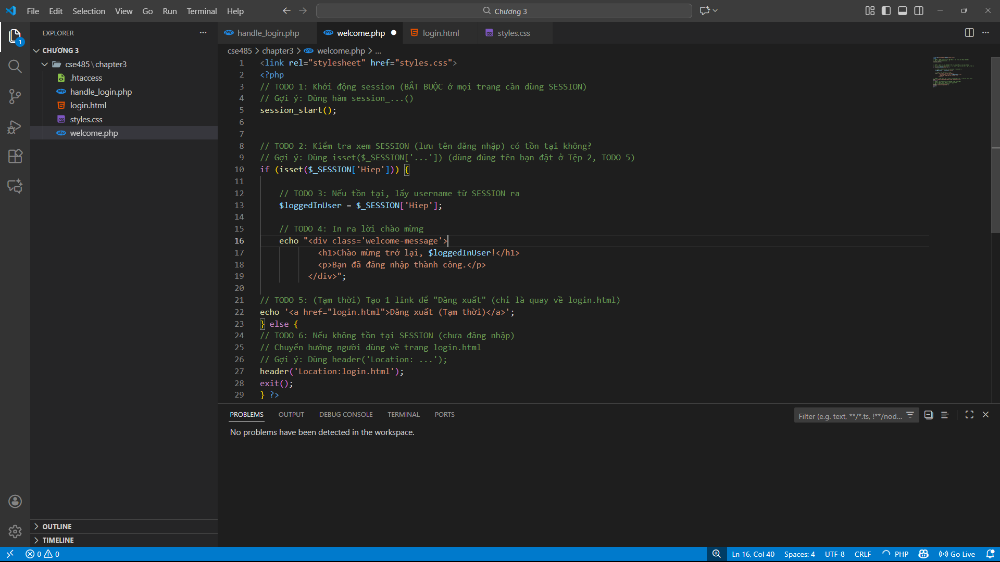 File Edit Selection View Go Run Terminal Help
Chương 3
EXPLORER
1
CHƯƠNG 3
cse485\chapter3
.htaccess
handle_login.php
login.html
styles.css
welcome.php
OUTLINE
TIMELINE
handle_login.php welcome.php login.html styles.css
cse485 > chapter3 > welcome.php > ...
1 <link rel="stylesheet" href="styles.css">
2 <?php
3 // TODO 1: Khởi động session (BẮT BUỘC ở mọi trang cần dùng SESSION)
4 // Gợi ý: Dùng hàm session_...()
5 session_start();
6
7
8 // TODO 2: Kiểm tra xem SESSION (lưu tên đăng nhập) có tồn tại không?
9 // Gợi ý: Dùng isset($_SESSION['...']) (dùng đúng tên bạn đặt ở Tệp 2, TODO 5)
10 if (isset($_SESSION['Hiep'])) {
11
12 // TODO 3: Nếu tồn tại, lấy username từ SESSION ra
13 $loggedInUser = $_SESSION['Hiep'];
14
15 // TODO 4: In ra lời chào mừng
16 echo "<div class='welcome-message'>
17 <h1>Chào mừng trở lại, $loggedInUser!</h1>
18 <p>Bạn đã đăng nhập thành công.</p>
19 </div>";
20
21 // TODO 5: (Tạm thời) Tạo 1 link để "Đăng xuất" (chỉ là quay về login.html)
22 echo '<a href="login.html">Đăng xuất (Tạm thời)</a>';
23 } else {
24 // TODO 6: Nếu không tồn tại SESSION (chưa đăng nhập)
25 // Chuyển hướng người dùng về trang login.html
26 // Gợi ý: Dùng header('Location: ...');
27 header('Location:login.html');
28 exit();
29 } ?>
PROBLEMS OUTPUT DEBUG CONSOLE TERMINAL PORTS
Filter (e.g. text, **/*.ts, !**/nod...
No problems have been detected in the workspace.
0 0
Ln 16, Col 40 Spaces: 4 UTF-8 CRLF PHP Go Live